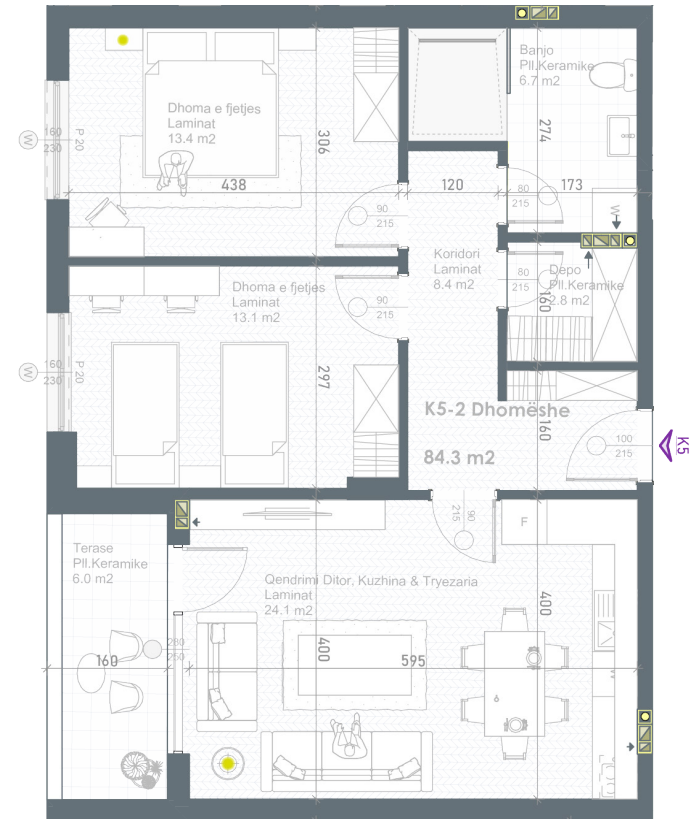 Banjo
Pll.Keramike
6.7 m2
Dhoma e fjetjes
Laminat
13.4 m2
306
274
W
160
230
P 20
438
120
173
90
215
80
215
W
Koridori
Laminat
8.4 m2
Depo
Pll.Keramike
2.8 m2
80
215
160
Dhoma e fjetjes
Laminat
13.1 m2
90
215
W
160
230
P 20
297
K5-2 Dhomëshe
84.3 m2
160
100
215
K5
90
215
F
Terase
Pll.Keramike
6.0 m2
Qendrimi Ditor, Kuzhina & Tryezaria
Laminat
24.1 m2
400
400
280
250
160
595